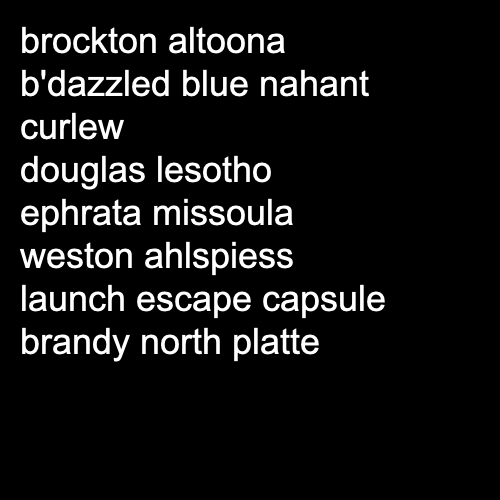 brockton altoona
b'dazzled blue nahant
curlew
douglas lesotho
ephrata missoula
weston ahlspiess
launch escape capsule
brandy north platte